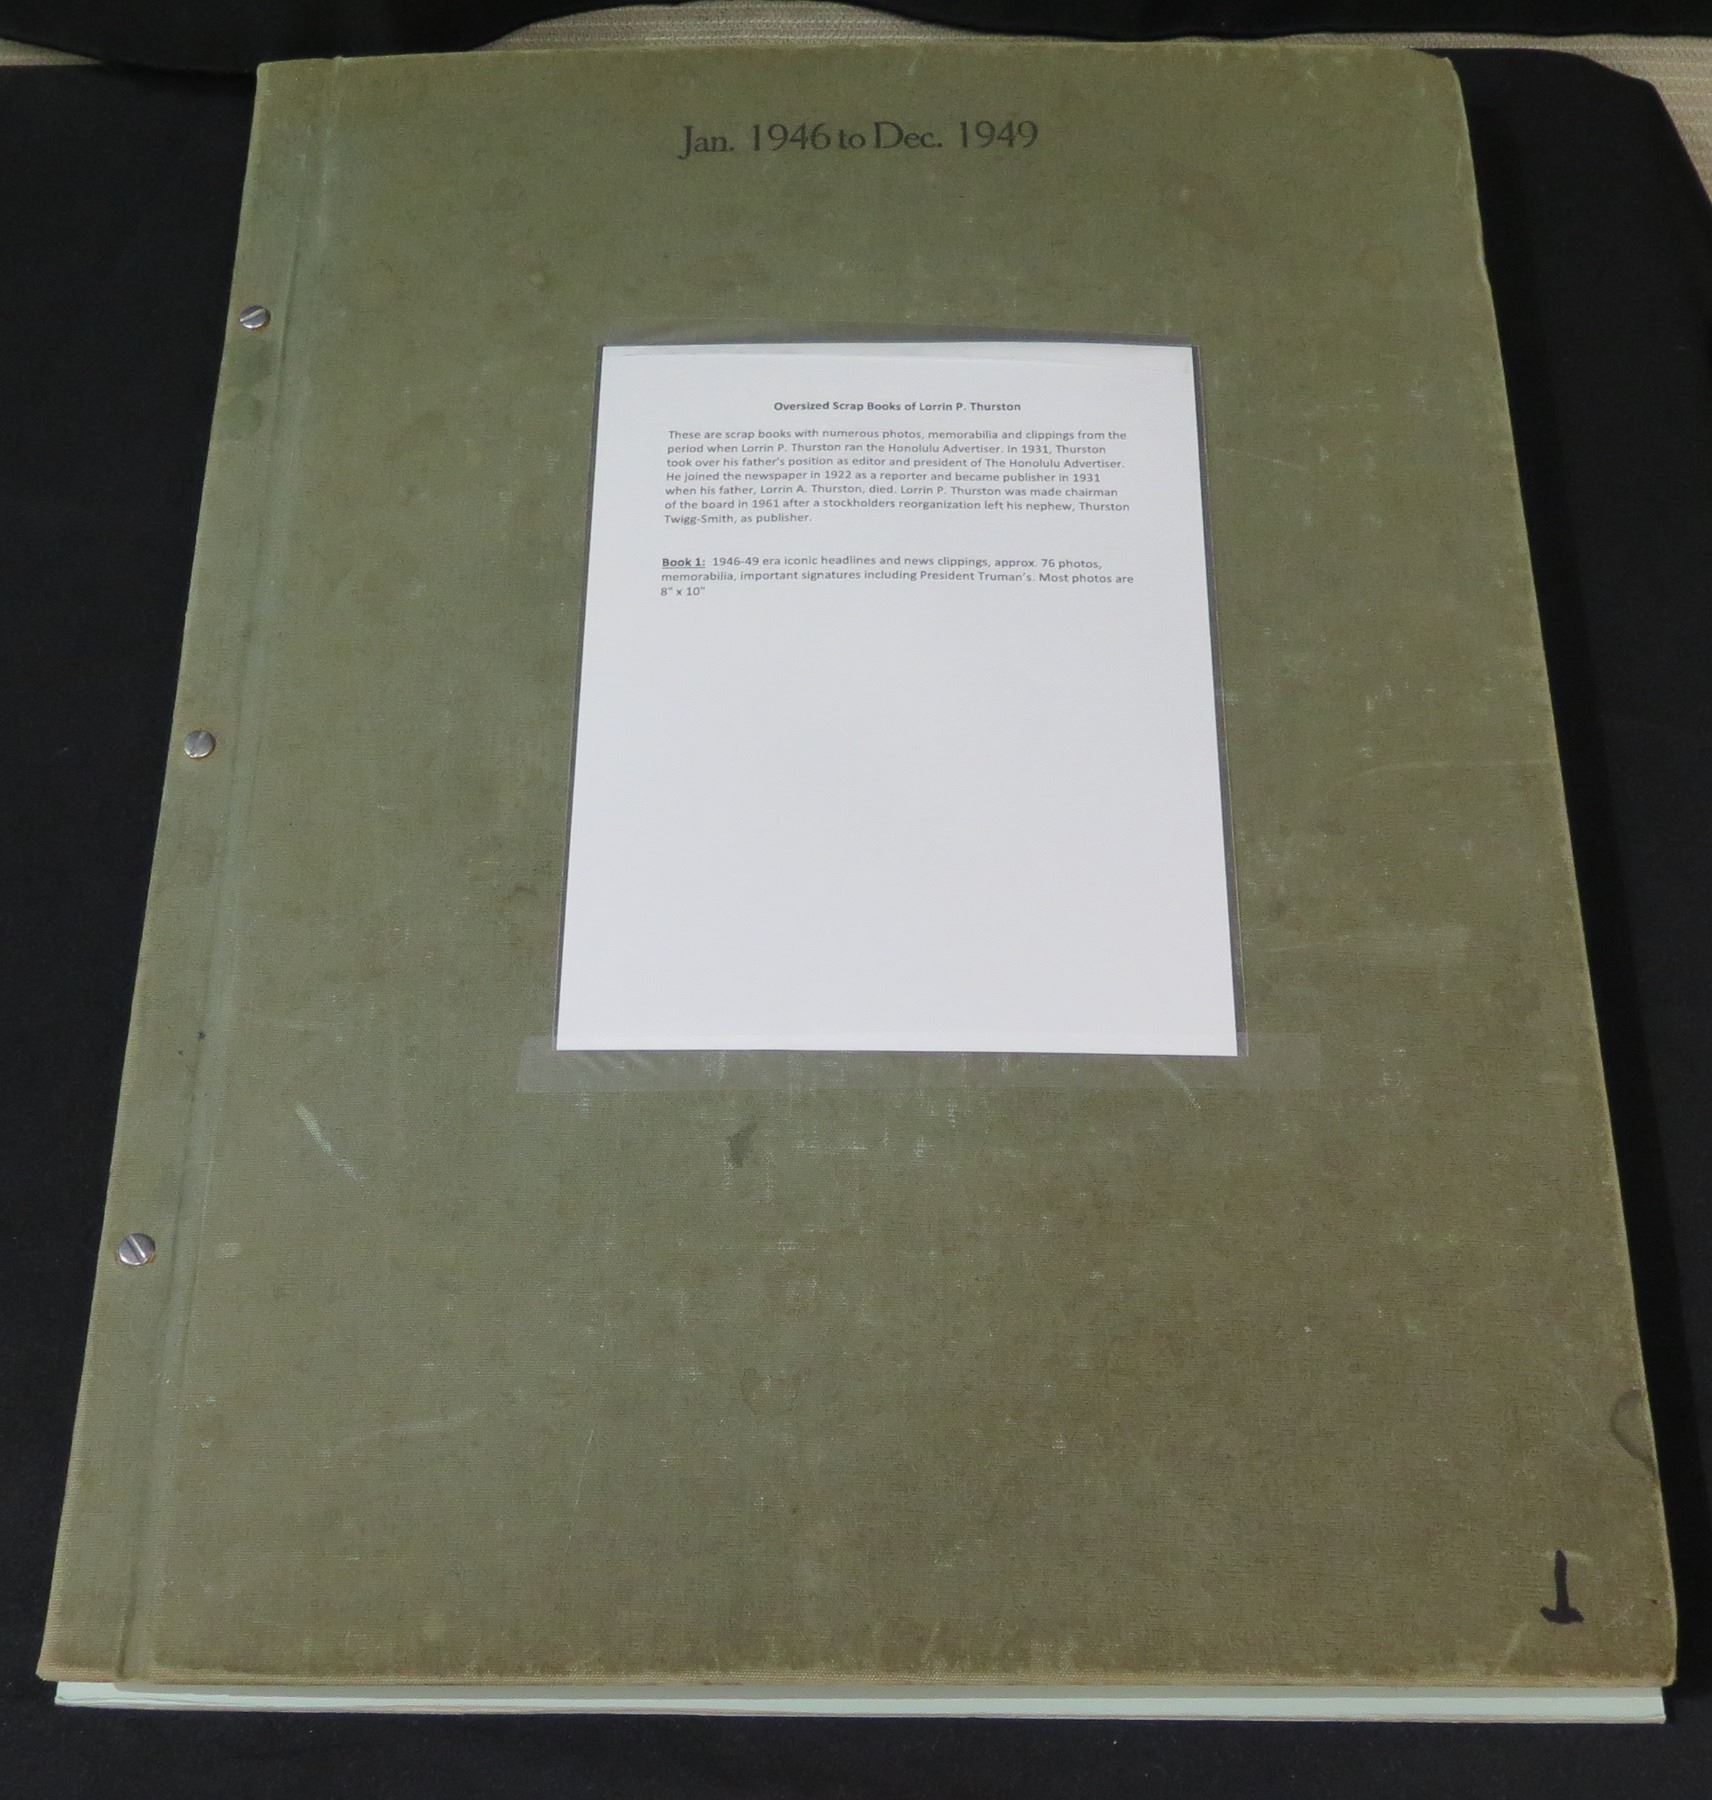 Jan. 1946 to Dec. 1949
Oversized Scrap Books of Lorrin P. Thurston
These are scrap books with numerous photos, memorabilia and clippings from the
period when Lorrin P. Thurston ran the Honolulu Advertiser. In 1931, Thurston
took over his father's position as editor and president of The Honolulu Advertiser.
He joined the newspaper in 1922 as a reporter and became publisher in 1931
when his father, Lorrin A. Thurston, died. Lorrin P. Thurston was made chairman
of the board in 1961 after a stockholders reorganization left his nephew, Thurston
Twigg-Smith, as publisher.
Book 1: 1946-49 era iconic headlines and news clippings, approx. 76 photos,
memorabilia, important signatures including President Truman's. Most photos are
8" x 10"
1